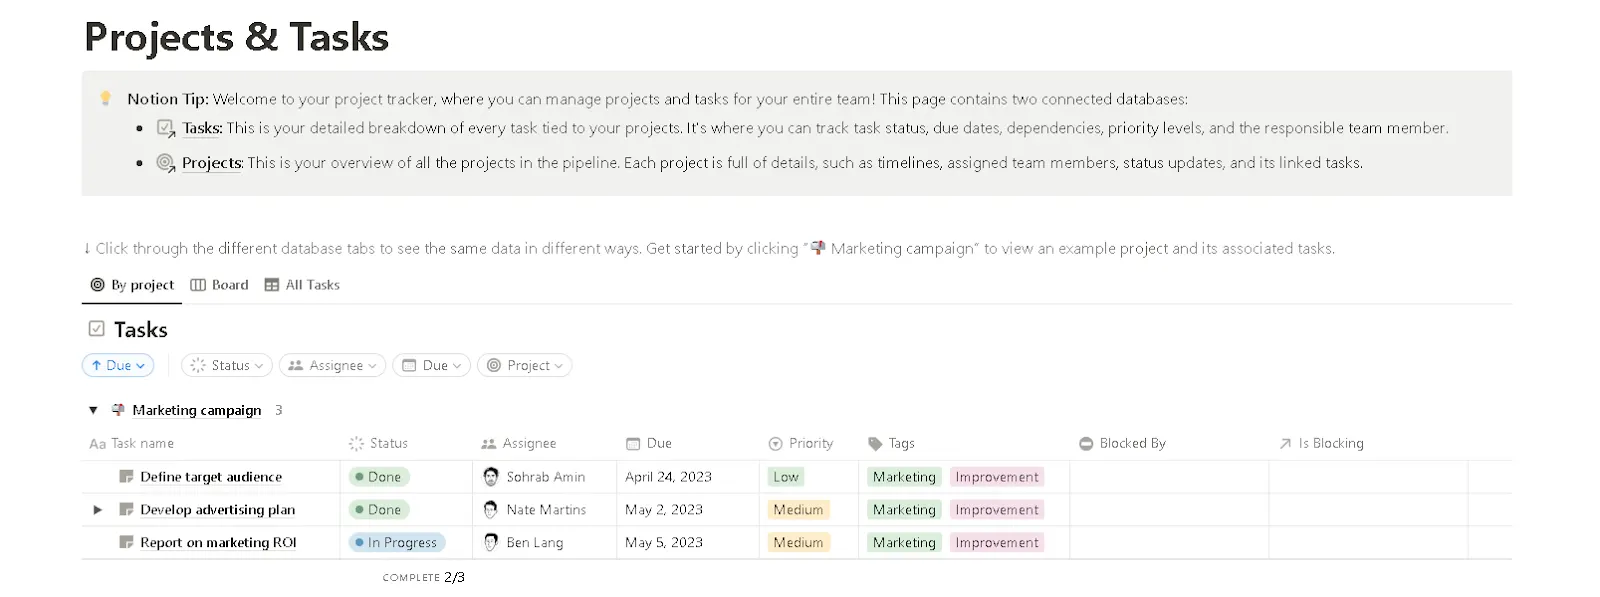 Projects & Tasks
Notion Tip: Welcome to your project tracker, where you can manage projects and tasks for your entire team! This page contains two connected databases:
• Tasks: This is your detailed breakdown of every task tied to your projects. It's where you can track task status, due dates, dependencies, priority levels, and the responsible team member.
• Projects: This is your overview of all the projects in the pipeline. Each project is full of details, such as timelines, assigned team members, status updates, and its linked tasks.
↓ Click through the different database tabs to see the same data in different ways. Get started by clicking "📬 Marketing campaign" to view an example project and its associated tasks.
By project Board All Tasks
Tasks
↑ Due Status Assignee Due Project
▼ Marketing campaign 3
Aa Task name Status Assignee Due Priority Tags Blocked By Is Blocking
Define target audience Done Sohrab Amin April 24, 2023 Low Marketing Improvement
Develop advertising plan Done Nate Martins May 2, 2023 Medium Marketing Improvement
Report on marketing ROI In Progress Ben Lang May 5, 2023 Medium Marketing Improvement
COMPLETE 2/3